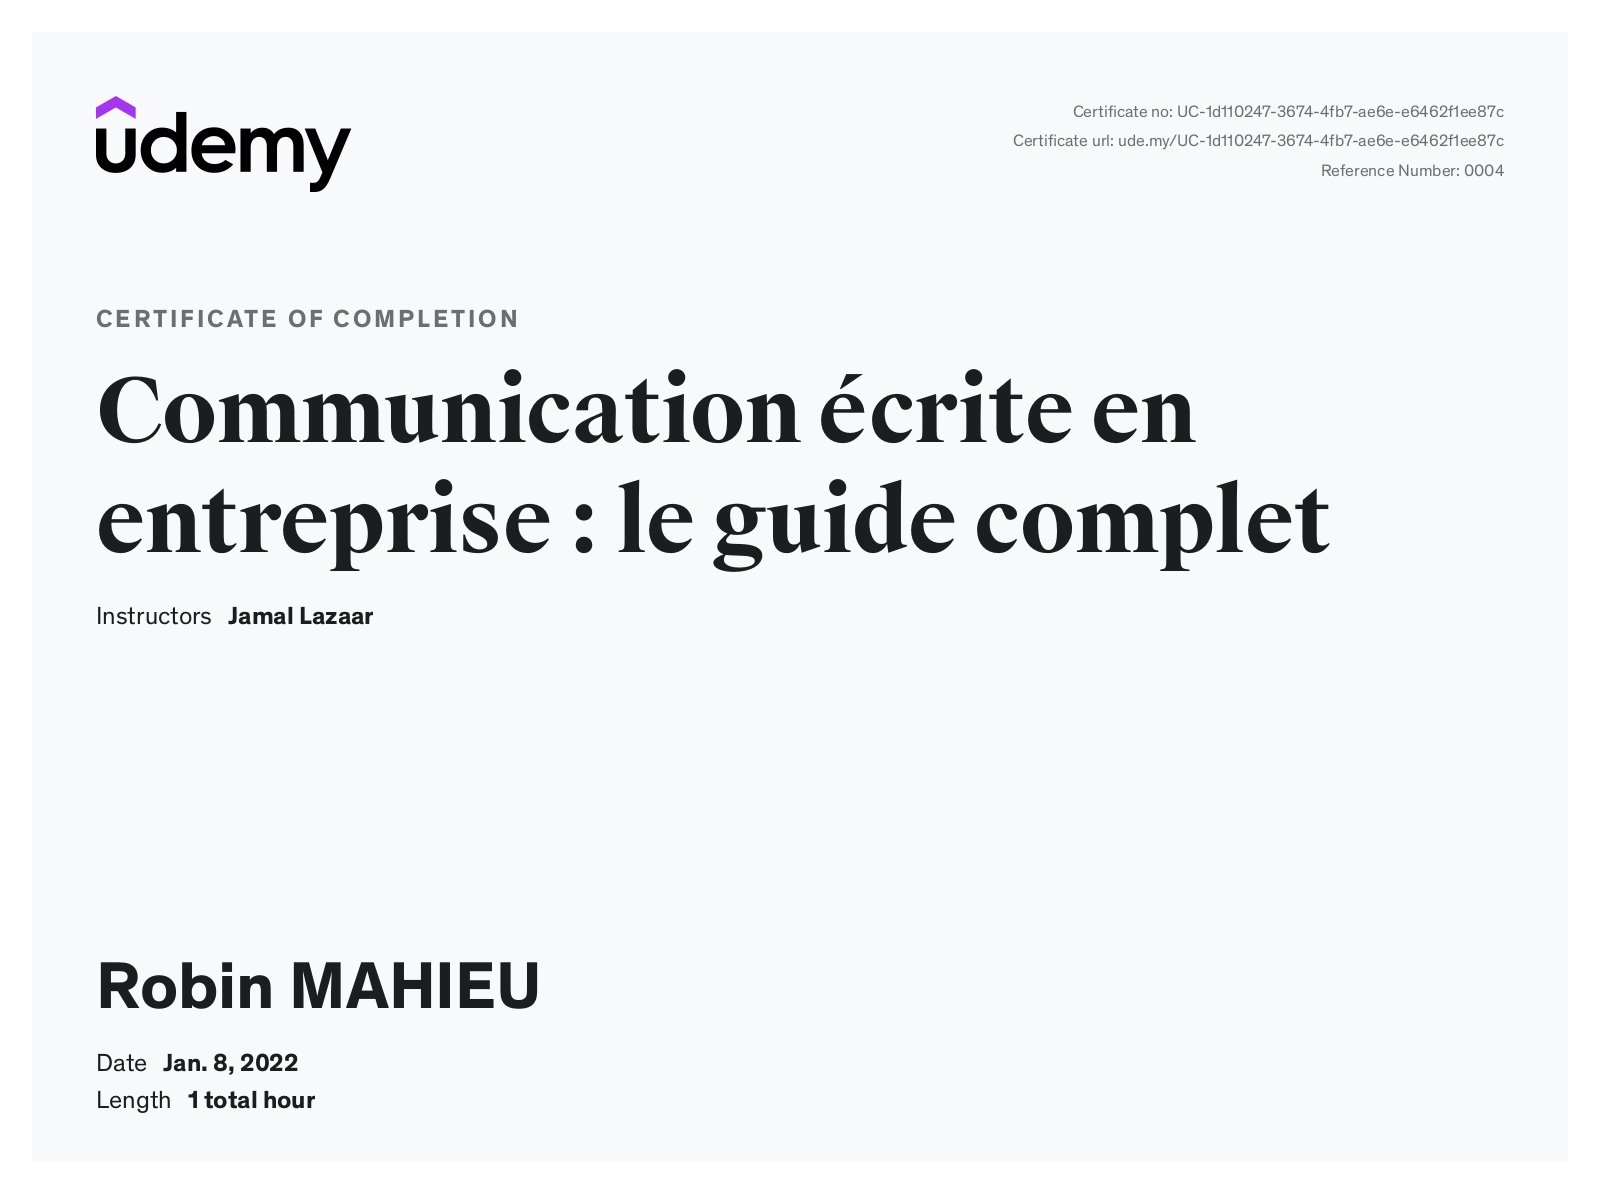 udemy
Certificate no: UC-1d110247-3674-4fb7-ae6e-e6462f1ee87c
Certificate url: ude.my/UC-1d110247-3674-4fb7-ae6e-e6462f1ee87c
Reference Number: 0004
CERTIFICATE OF COMPLETION
Communication écrite en
entreprise : le guide complet
Instructors Jamal Lazaar
Robin MAHIEU
Date Jan. 8, 2022
Length 1 total hour